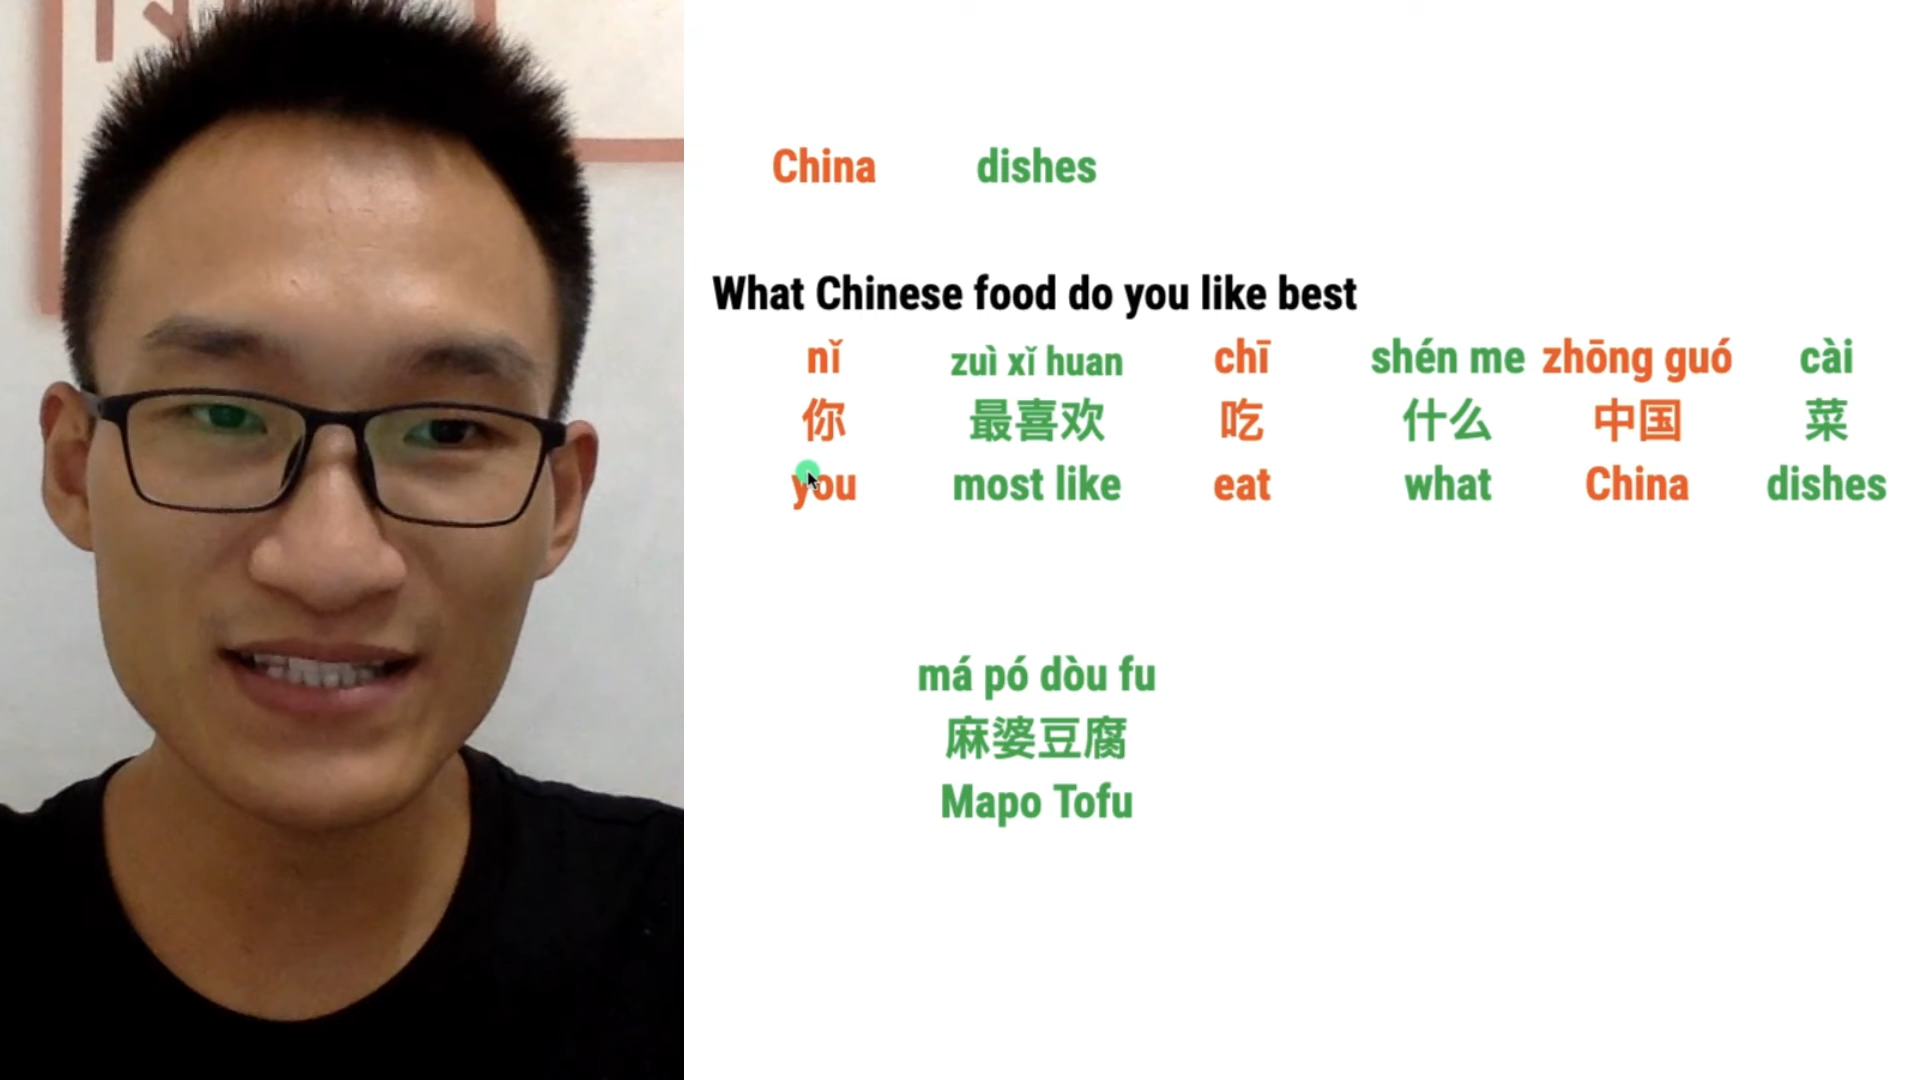 China dishes
What Chinese food do you like best
nǐ zuì xǐ huan chī shén me zhōng guó cài
你 最喜欢 吃 什么 中国 菜
you most like eat what China dishes
má pó dòu fu
麻婆豆腐
Mapo Tofu